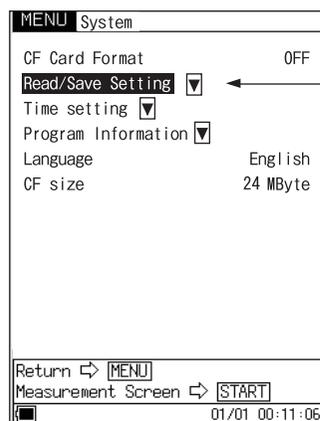 MENU System
CF Card Format OFF
Read/Save Setting ▼
Time setting ▼
Program Information ▼
Language English
CF size 24 MByte
Return ⇨ MENU
Measurement Screen ⇨ START
01/01 00:11:06